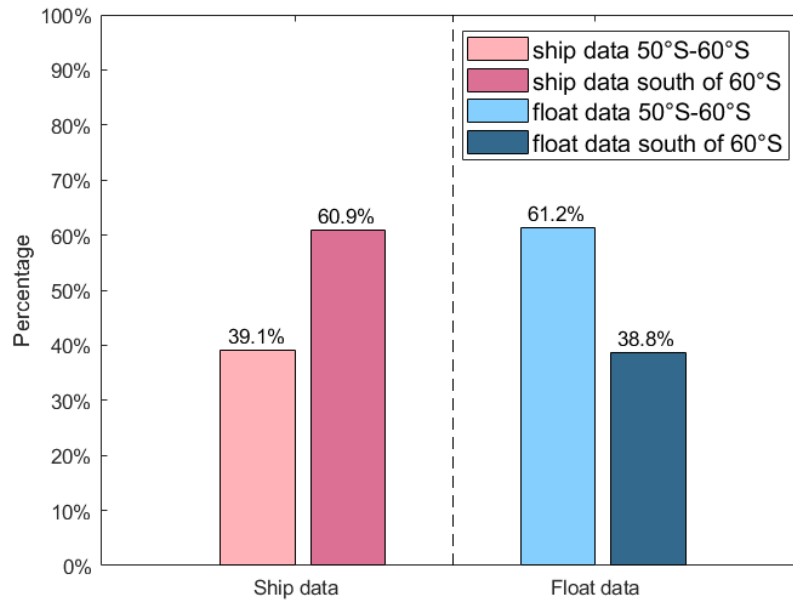 100%
90%
80%
70%
60%
50%
40%
30%
20%
10%
0%
Percentage
ship data 50°S-60°S
ship data south of 60°S
float data 50°S-60°S
float data south of 60°S
39.1%
60.9%
61.2%
38.8%
Ship data
Float data